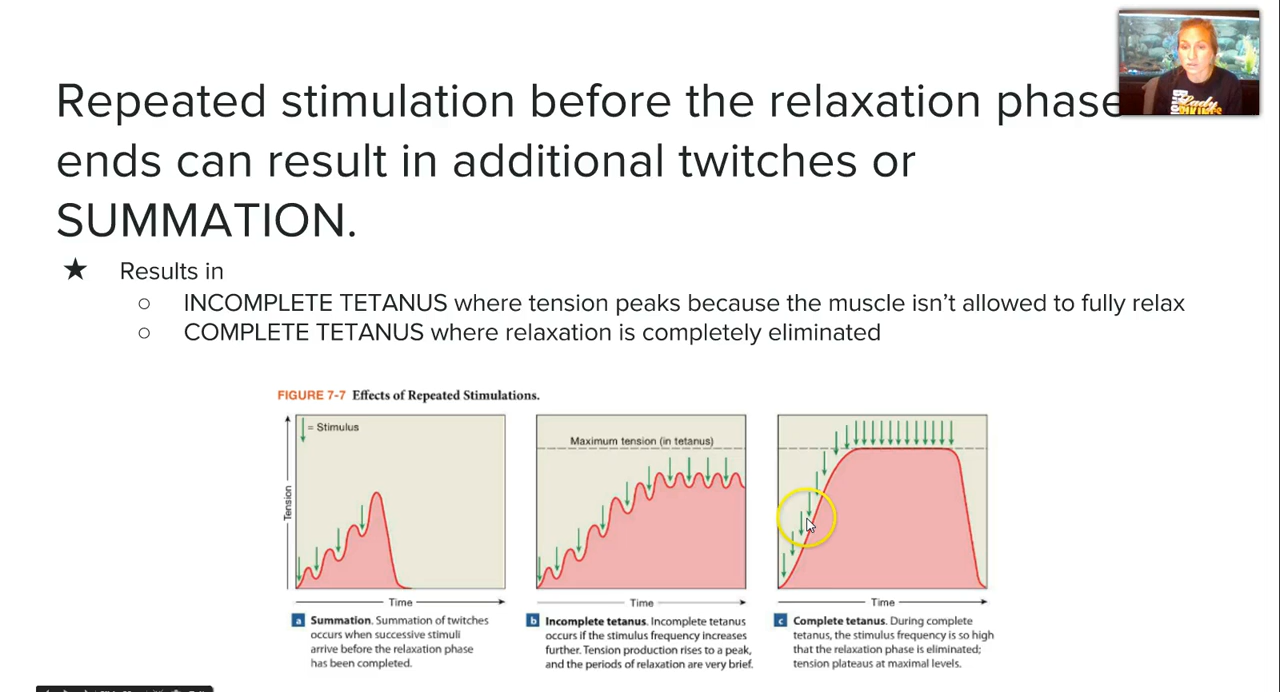 Repeated stimulation before the relaxation phase
ends can result in additional twitches or
SUMMATION.
★ Results in
○ INCOMPLETE TETANUS where tension peaks because the muscle isn't allowed to fully relax
○ COMPLETE TETANUS where relaxation is completely eliminated
FIGURE 7-7 Effects of Repeated Stimulations.
= Stimulus
Tension
Time
a Summation. Summation of twitches
occurs when successive stimuli
arrive before the relaxation phase
has been completed.
Maximum tension (in tetanus)
Time
b Incomplete tetanus. Incomplete tetanus
occurs if the stimulus frequency increases
further. Tension production rises to a peak,
and the periods of relaxation are very brief.
Time
c Complete tetanus. During complete
tetanus, the stimulus frequency is so high
that the relaxation phase is eliminated;
tension plateaus at maximal levels.
Lady